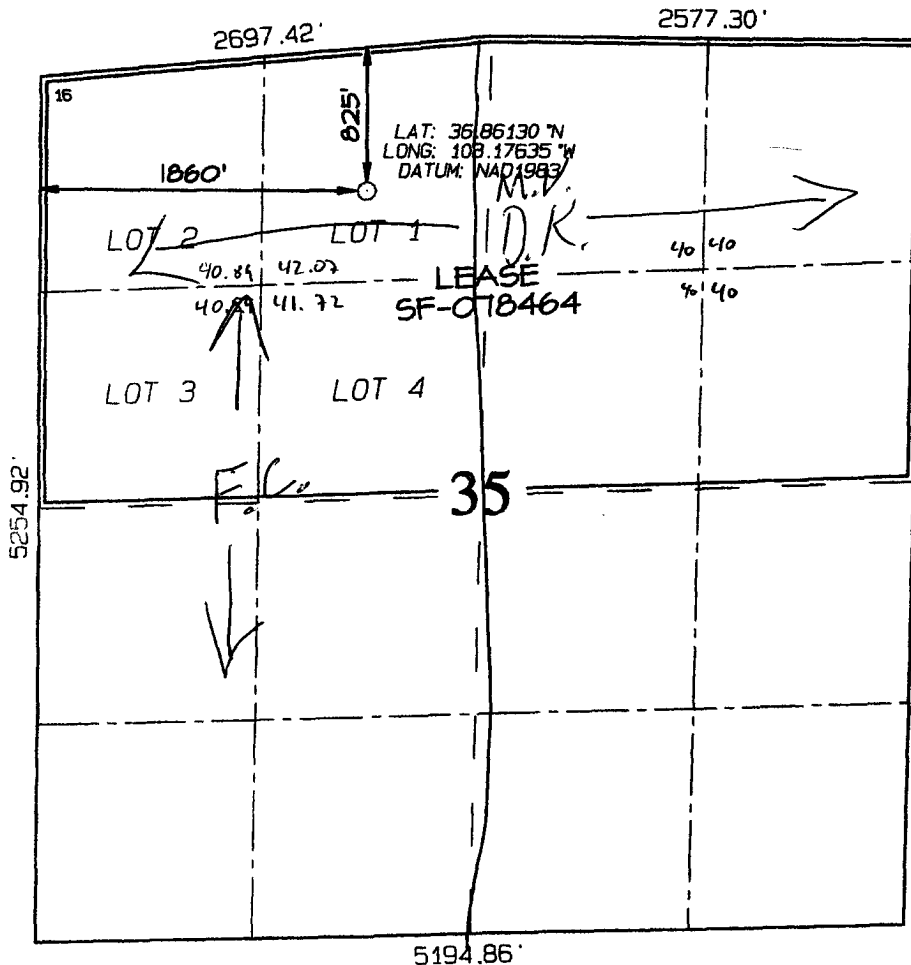 2697.42'
2577.30'
16
825'
LAT: 36.86130 °N
LONG: 108.17635 °W
DATUM: NAD1983
1860'
M.V.
D.K.
LOT 2
LOT 1
40.89 42.07
40 40
LEASE
SF-078464
40.89 41.72
40 40
LOT 3
LOT 4
F.C.
35
5254.92'
5194.86'